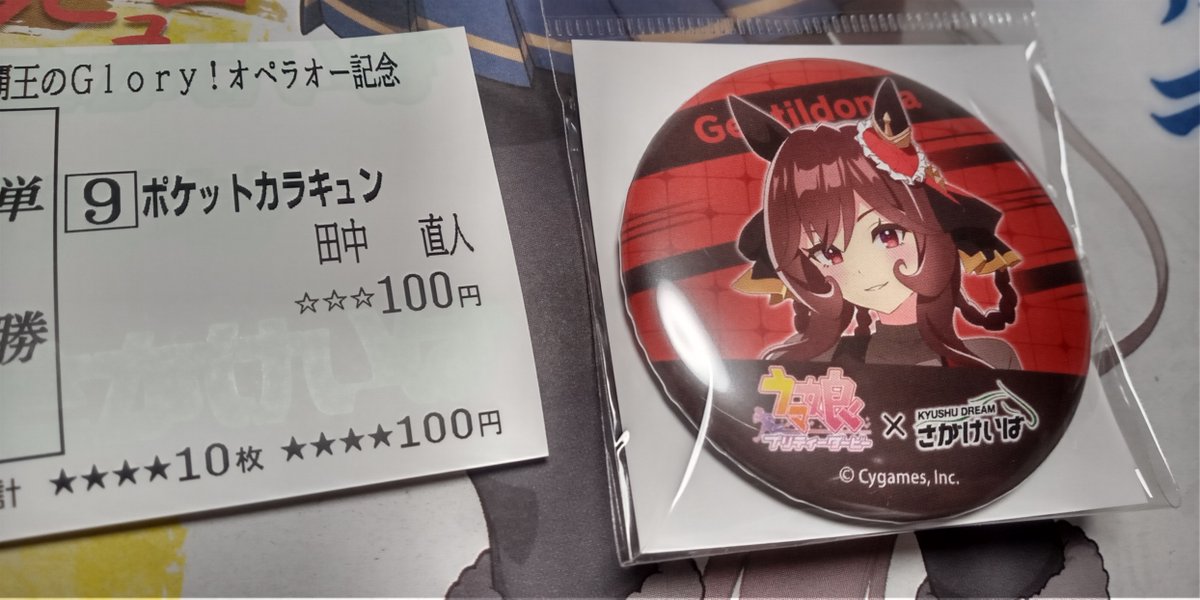 覇王のGlory!オペラオー記念
単勝
9 ポケットカラキュン
田中 直人
☆☆☆100円
計 ★★★★10枚 ★★★★100円
Gentildonna
ウマ娘
プリティーダービー
×
KYUSHU DREAM
さがけいば
© Cygames, Inc.